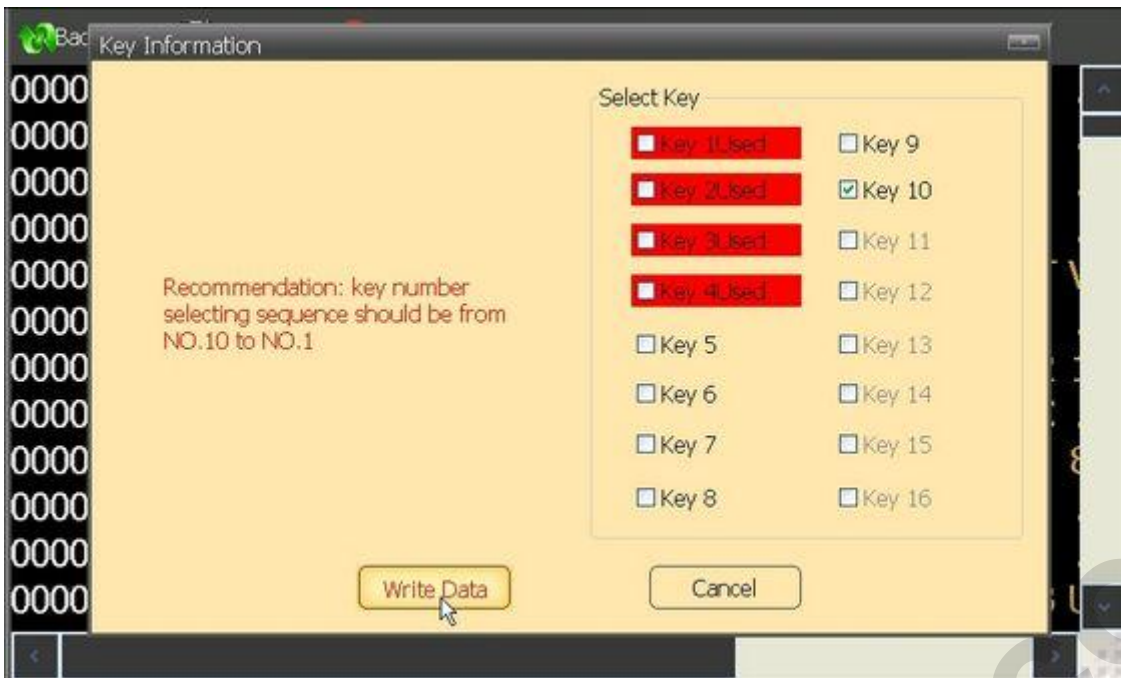 Bac
Key Information
0000
0000
0000
0000
0000
0000
0000
0000
0000
0000
0000
0000
Recommendation: key number
selecting sequence should be from
NO.10 to NO.1
Select Key
Key 1Used
Key 2Used
Key 3Used
Key 4Used
Key 5
Key 6
Key 7
Key 8
Key 9
Key 10
Key 11
Key 12
Key 13
Key 14
Key 15
Key 16
Write Data
Cancel